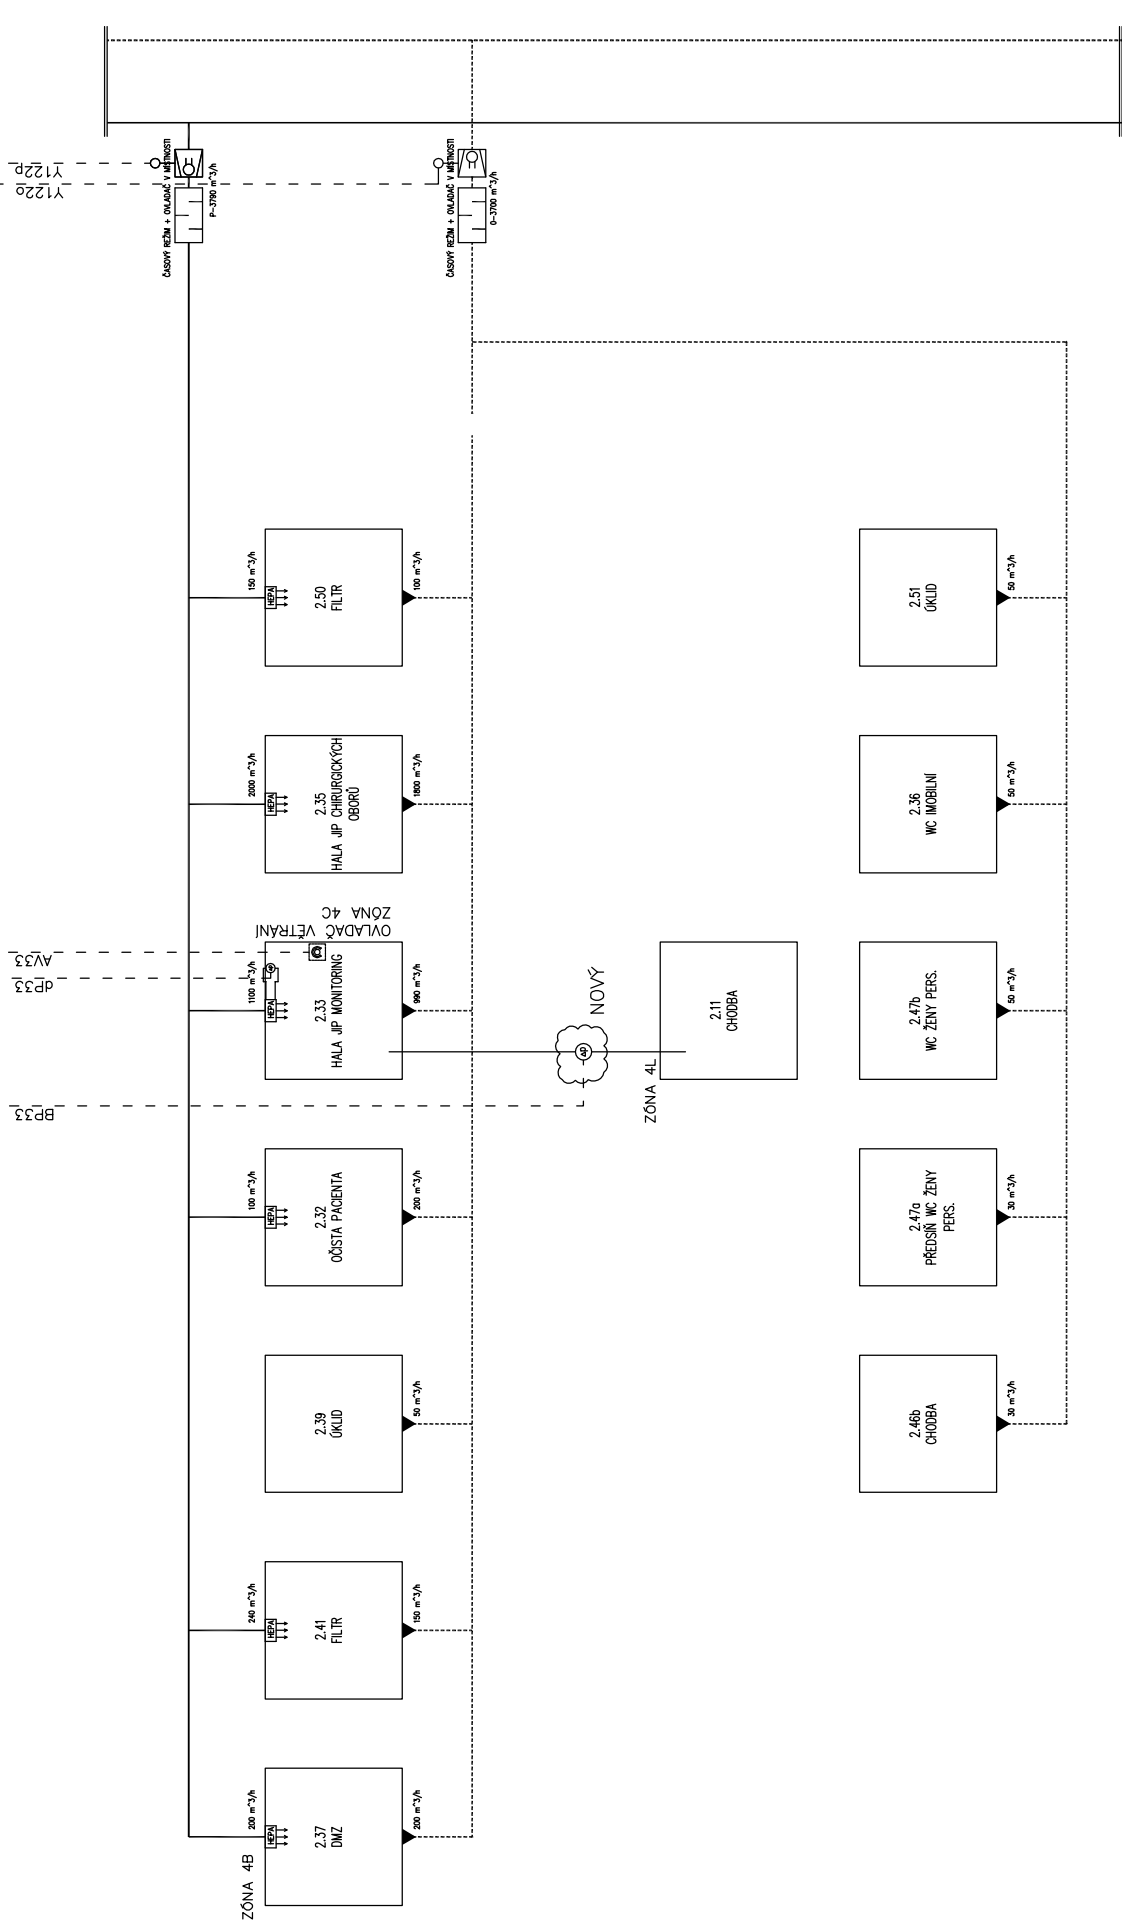 Y122p
Y122o
ČASOVÝ REŽIM + OVLADAČ V MÍSTNOSTI
P-3790 m^3/h
ČASOVÝ REŽIM + OVLADAČ V MÍSTNOSTI
O-3700 m^3/h
150 m^3/h
HEPA
2.50
FILTR
100 m^3/h
2.51
ÚKLID
50 m^3/h
2000 m^3/h
HEPA
2.35
HALA JIP CHIRURGICKÝCH
OBORŮ
1800 m^3/h
2.36
WC IMOBILNÍ
50 m^3/h
OVLADAČ VĚTRÁNÍ
ZÓNA 4C
AV33
dP33
1100 m^3/h
HEPA
2.33
HALA JIP MONITORING
990 m^3/h
NOVÝ
Δp
ZÓNA 4L
2.11
CHODBA
2.47b
WC ŽENY PERS.
50 m^3/h
BP33
100 m^3/h
HEPA
2.32
OČISTA PACIENTA
200 m^3/h
2.47a
PŘEDSÍŇ WC ŽENY
PERS.
30 m^3/h
2.39
ÚKLID
50 m^3/h
2.46b
CHODBA
30 m^3/h
240 m^3/h
HEPA
2.41
FILTR
150 m^3/h
ZÓNA 4B
200 m^3/h
HEPA
2.37
DMZ
200 m^3/h